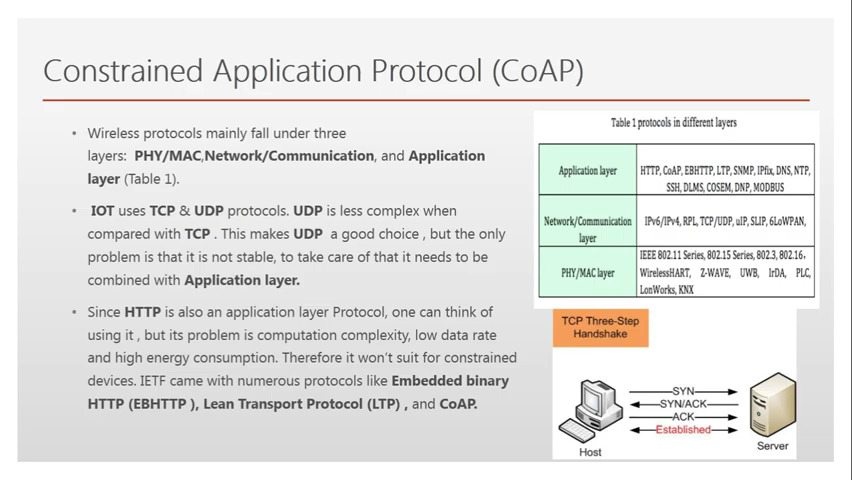 Constrained Application Protocol (CoAP)
• Wireless protocols mainly fall under three
layers: PHY/MAC,Network/Communication, and Application
layer (Table 1).
• IOT uses TCP & UDP protocols. UDP is less complex when
compared with TCP . This makes UDP a good choice , but the only
problem is that it is not stable, to take care of that it needs to be
combined with Application layer.
• Since HTTP is also an application layer Protocol, one can think of
using it , but its problem is computation complexity, low data rate
and high energy consumption. Therefore it won't suit for constrained
devices. IETF came with numerous protocols like Embedded binary
HTTP (EBHTTP ), Lean Transport Protocol (LTP) , and CoAP.
Table 1 protocols in different layers
Application layer
HTTP, CoAP, EBHTTP, LTP, SNMP, IPfix, DNS, NTP,
SSH, DLMS, COSEM, DNP, MODBUS
Network/Communication
layer
IPv6/IPv4, RPL, TCP/UDP, uIP, SLIP, 6LoWPAN,
PHY/MAC layer
IEEE 802.11 Series, 802.15 Series, 802.3, 802.16,
WirelessHART, Z-WAVE, UWB, IrDA, PLC,
LonWorks, KNX
TCP Three-Step
Handshake
SYN
SYN/ACK
ACK
Established
Host
Server